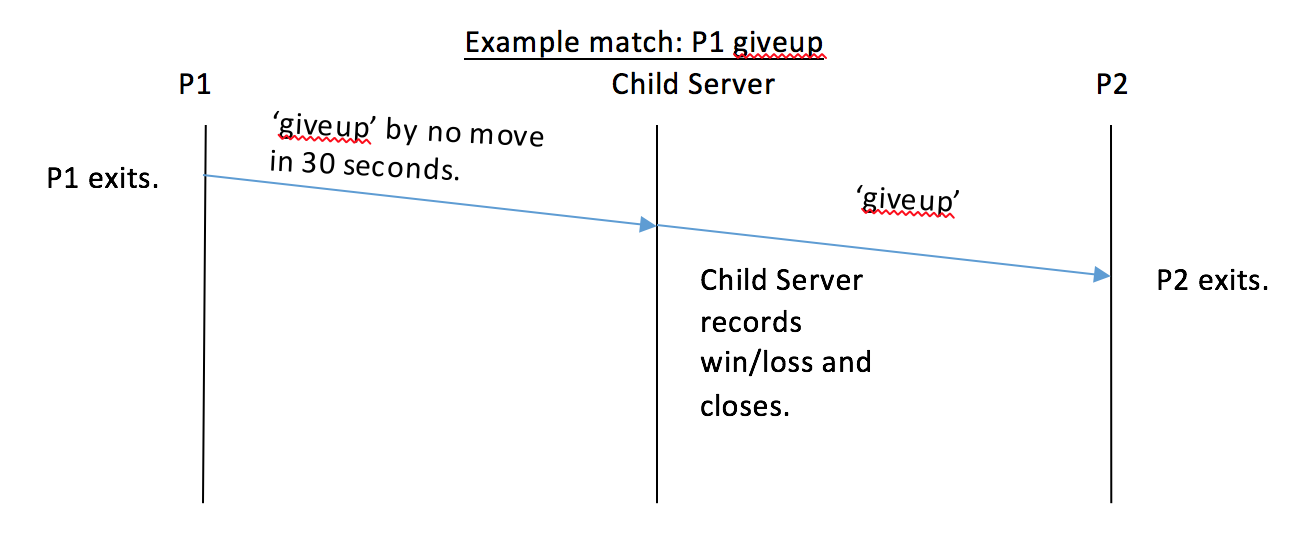 Example match: P1 giveup
P1
Child Server
P2
‘giveup’ by no move
in 30 seconds.
P1 exits.
‘giveup’
Child Server
records
win/loss and
closes.
P2 exits.